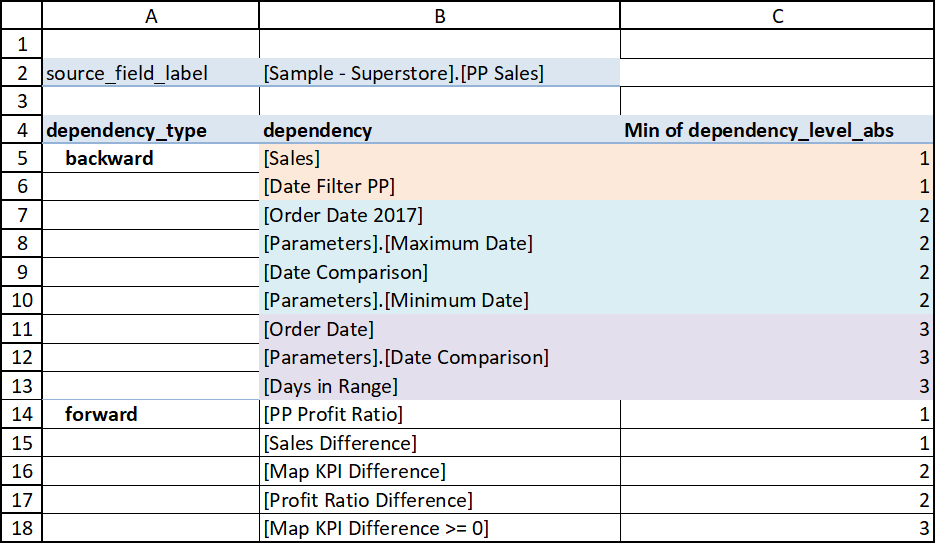 A B C
1
2 source_field_label [Sample - Superstore].[PP Sales]
3
4 dependency_type dependency Min of dependency_level_abs
5 backward [Sales] 1
6 [Date Filter PP] 1
7 [Order Date 2017] 2
8 [Parameters].[Maximum Date] 2
9 [Date Comparison] 2
10 [Parameters].[Minimum Date] 2
11 [Order Date] 3
12 [Parameters].[Date Comparison] 3
13 [Days in Range] 3
14 forward [PP Profit Ratio] 1
15 [Sales Difference] 1
16 [Map KPI Difference] 2
17 [Profit Ratio Difference] 2
18 [Map KPI Difference >= 0] 3